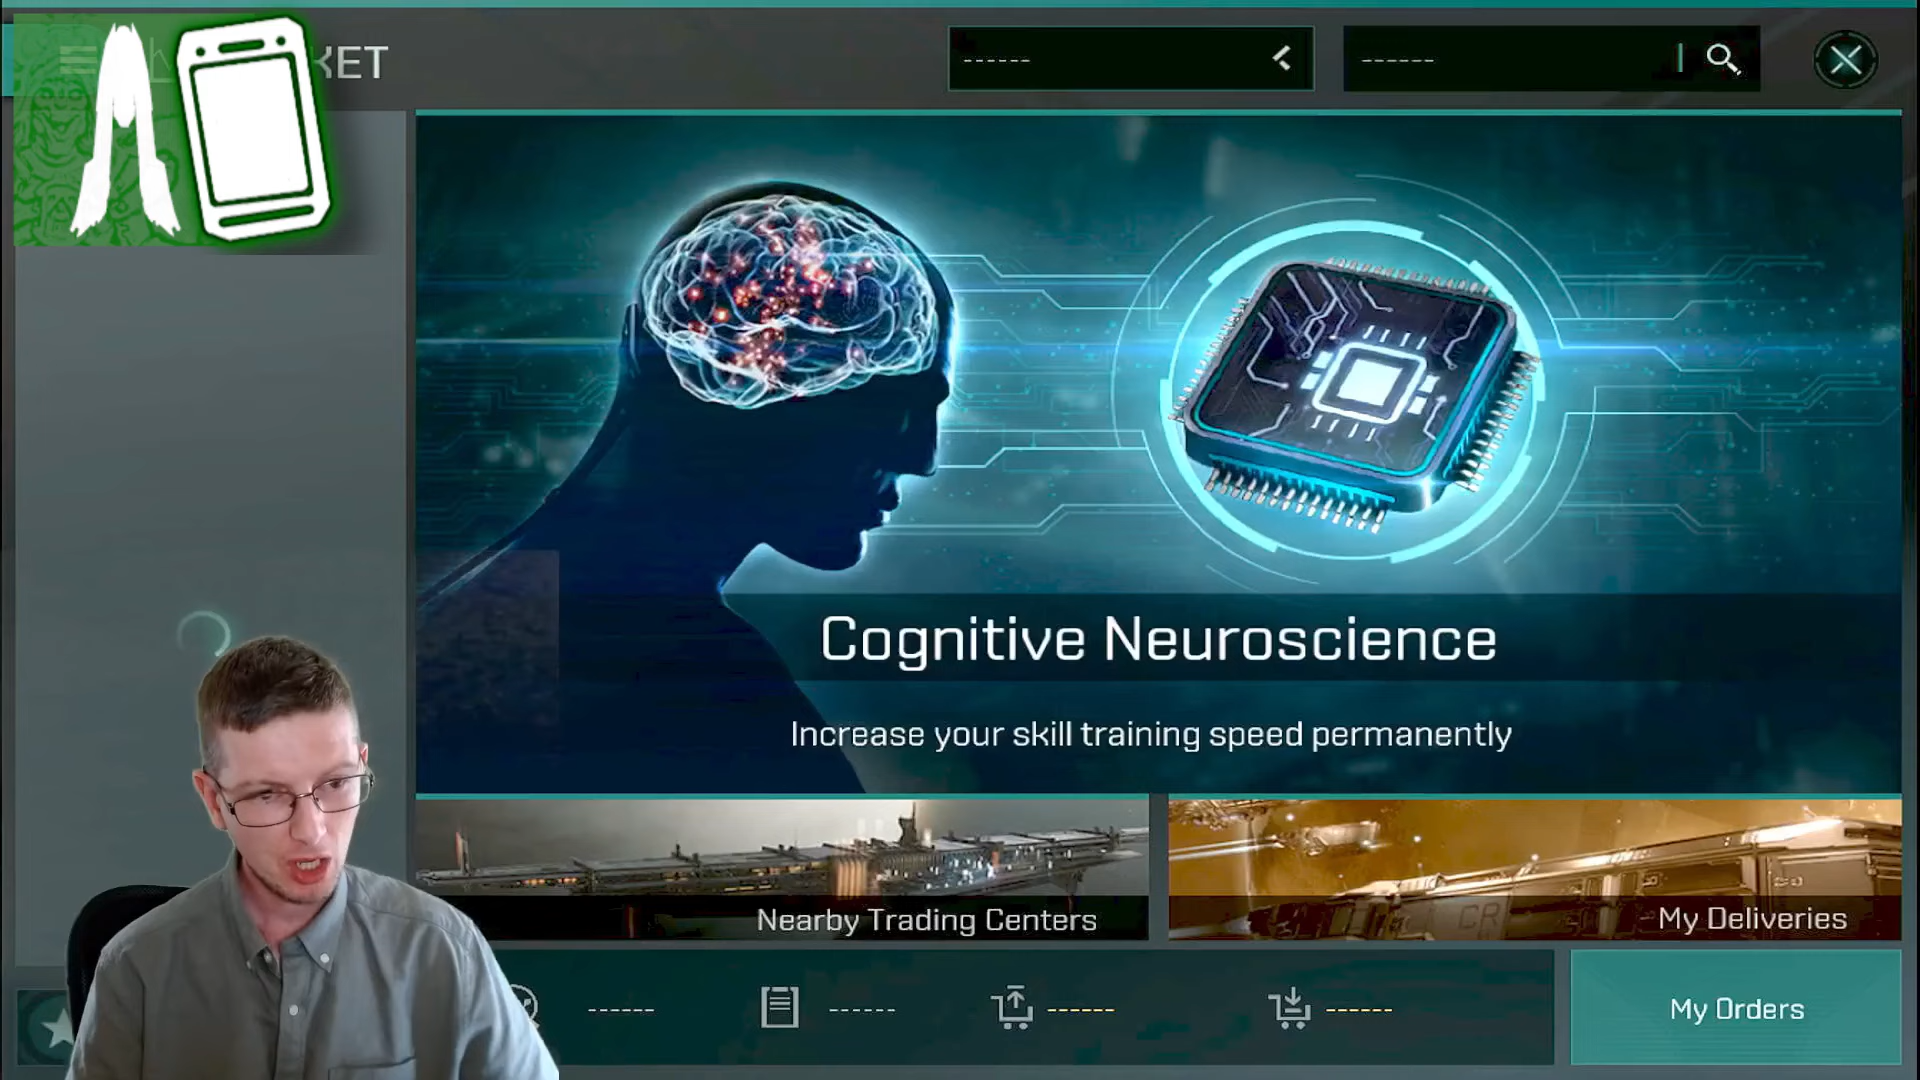 KET
------
------
Cognitive Neuroscience
Increase your skill training speed permanently
Nearby Trading Centers
My Deliveries
------
------
------
------
My Orders